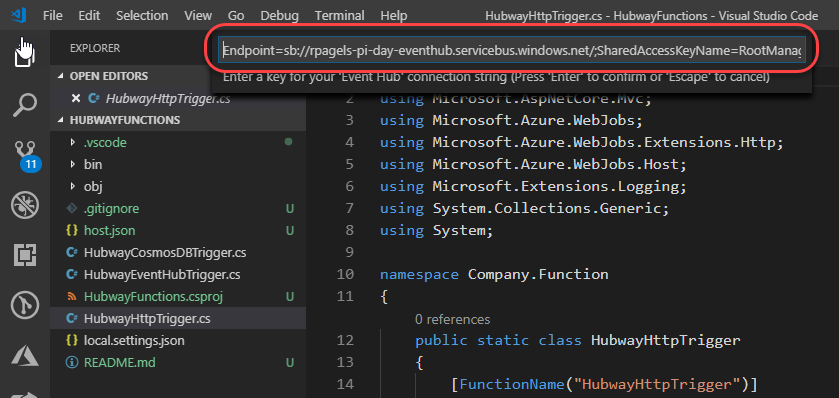 File Edit Selection View Go Debug Terminal Help HubwayHttpTrigger.cs - HubwayFunctions - Visual Studio Code
EXPLORER
Endpoint=sb://rpagels-pi-day-eventhub.servicebus.windows.net/;SharedAccessKeyName=RootManag
Enter a key for your 'Event Hub' connection string (Press 'Enter' to confirm or 'Escape' to cancel)
OPEN EDITORS
HubwayHttpTrigger.cs
HUBWAYFUNCTIONS
.vscode
bin
obj
.gitignore U
host.json U
HubwayCosmosDBTrigger.cs
HubwayEventHubTrigger.cs
HubwayFunctions.csproj U
HubwayHttpTrigger.cs
local.settings.json
README.md U
11
2 using Microsoft.AspNetCore.Mvc;
3 using Microsoft.Azure.WebJobs;
4 using Microsoft.Azure.WebJobs.Extensions.Http;
5 using Microsoft.Azure.WebJobs.Host;
6 using Microsoft.Extensions.Logging;
7 using System.Collections.Generic;
8 using System;
9
10 namespace Company.Function
11 {
0 references
12 public static class HubwayHttpTrigger
13 {
14 [FunctionName("HubwayHttpTrigger")]